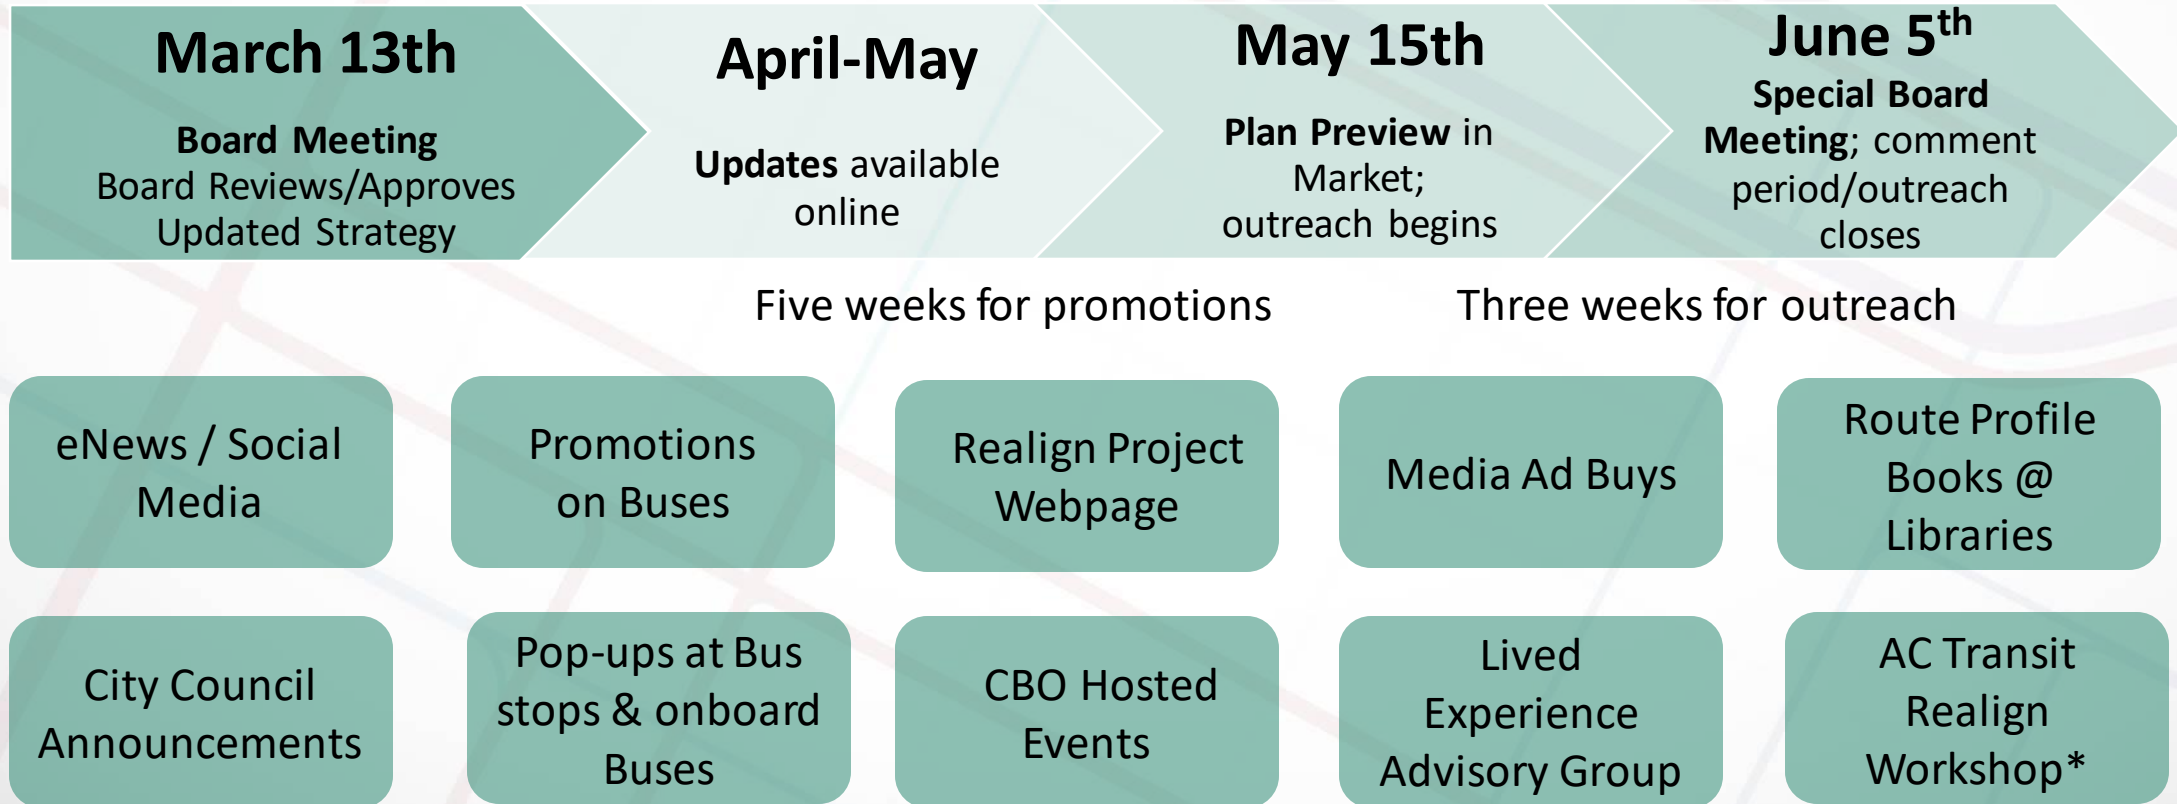 March 13th
Board Meeting
Board Reviews/Approves
Updated Strategy
April-May
Updates available
online
May 15th
Plan Preview in
Market;
outreach begins
June 5th
Special Board
Meeting; comment
period/outreach
closes
Five weeks for promotions
Three weeks for outreach
eNews / Social
Media
Promotions
on Buses
Realign Project
Webpage
Media Ad Buys
Route Profile
Books @
Libraries
City Council
Announcements
Pop-ups at Bus
stops & onboard
Buses
CBO Hosted
Events
Lived
Experience
Advisory Group
AC Transit
Realign
Workshop*